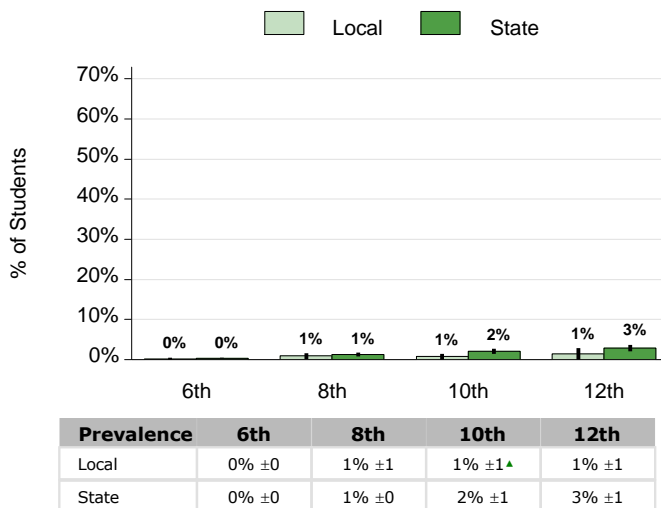 Local State
% of Students
70%
60%
50%
40%
30%
20%
10%
0%
0% 0% 1% 1% 1% 2% 1% 3%
6th 8th 10th 12th
Prevalence 6th 8th 10th 12th
Local 0% ±0 1% ±1 1% ±1▲ 1% ±1
State 0% ±0 1% ±0 2% ±1 3% ±1